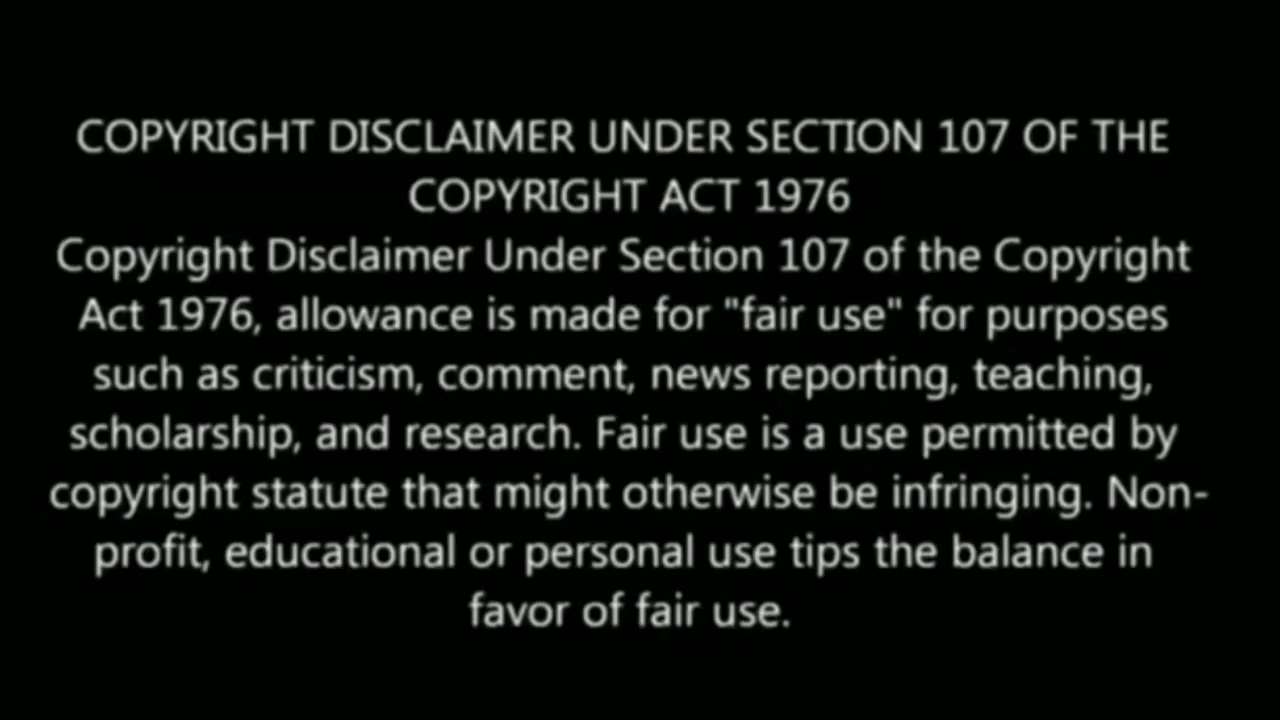 COPYRIGHT DISCLAIMER UNDER SECTION 107 OF THE
COPYRIGHT ACT 1976
Copyright Disclaimer Under Section 107 of the Copyright
Act 1976, allowance is made for "fair use" for purposes
such as criticism, comment, news reporting, teaching,
scholarship, and research. Fair use is a use permitted by
copyright statute that might otherwise be infringing. Non-
profit, educational or personal use tips the balance in
favor of fair use.